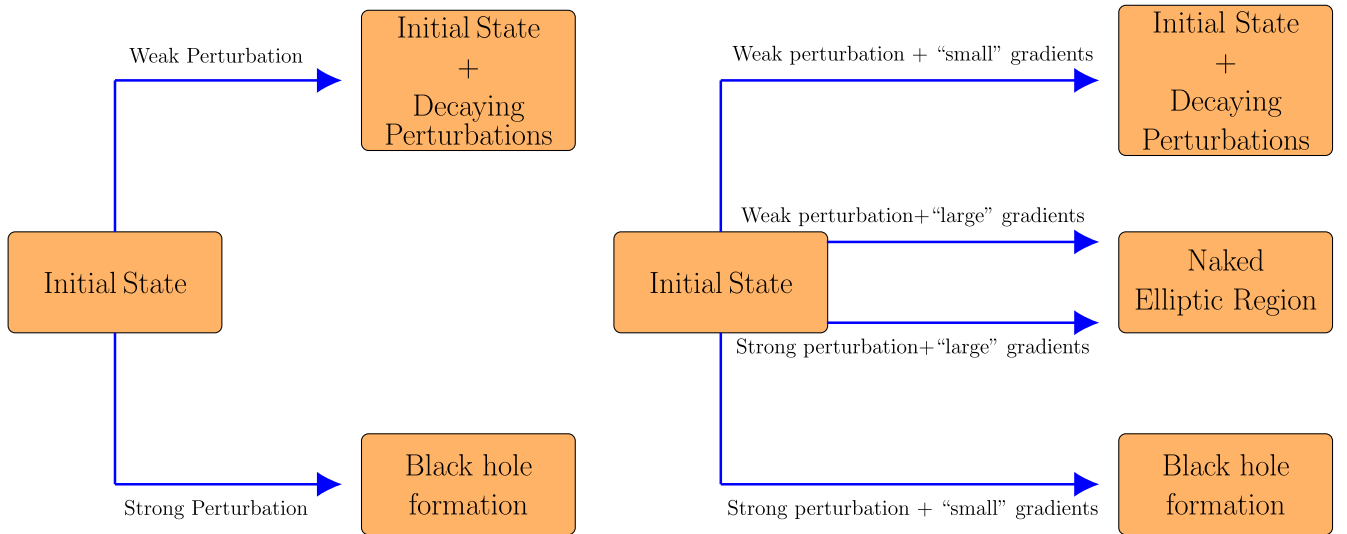 Weak Perturbation
Initial State
+
Decaying
Perturbations
Initial State
Strong Perturbation
Black hole
formation
Weak perturbation + “small” gradients
Initial State
+
Decaying
Perturbations
Weak perturbation+“large” gradients
Initial State
Naked
Elliptic Region
Strong perturbation+“large” gradients
Strong perturbation + “small” gradients
Black hole
formation